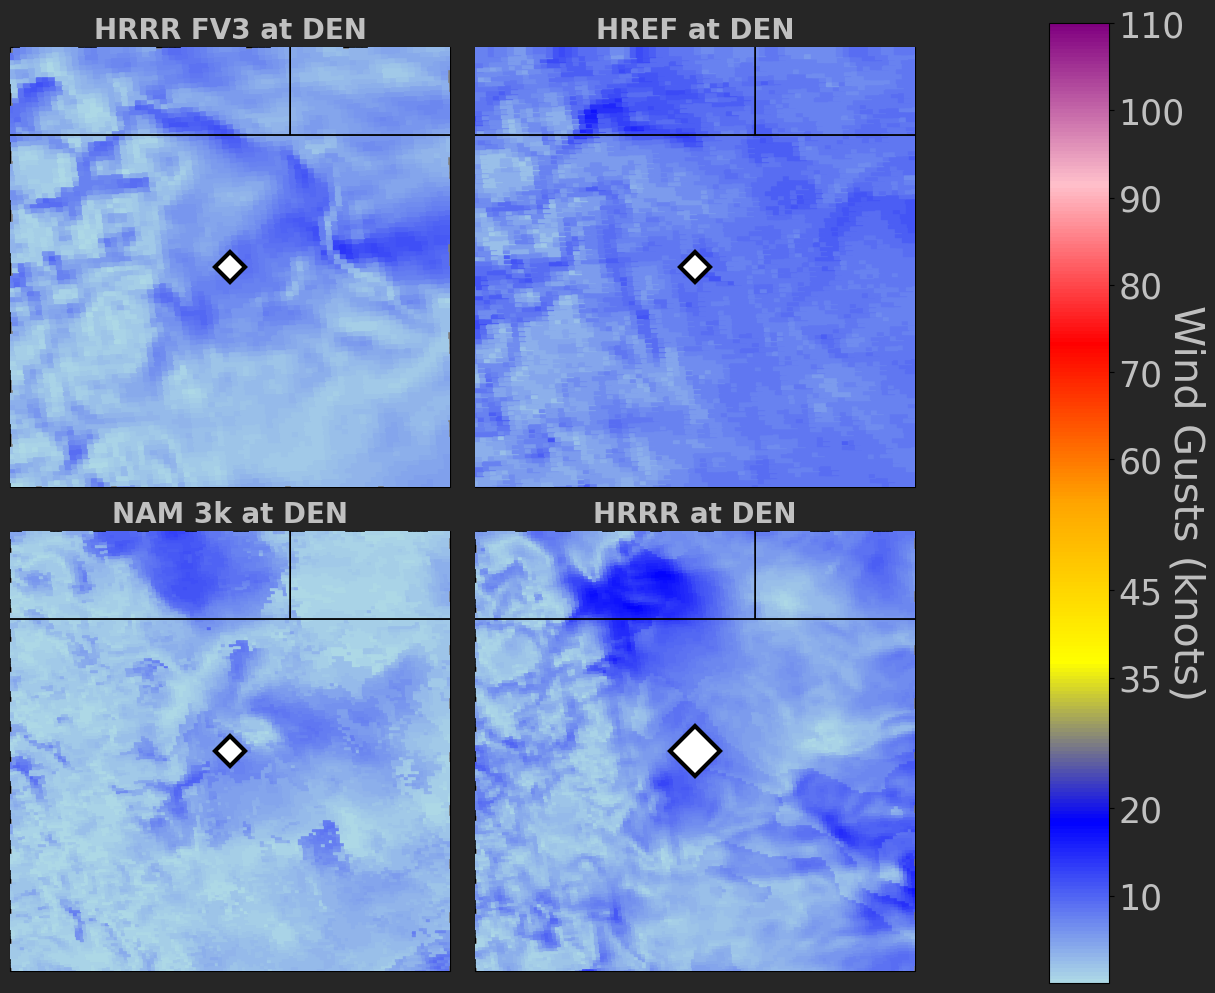 HRRR FV3 at DEN
HREF at DEN
NAM 3k at DEN
HRRR at DEN
110
100
90
80
70
60
45
35
20
10
Wind Gusts (knots)